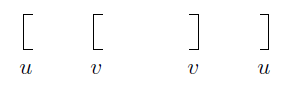 [ [ ] ]
u v v u